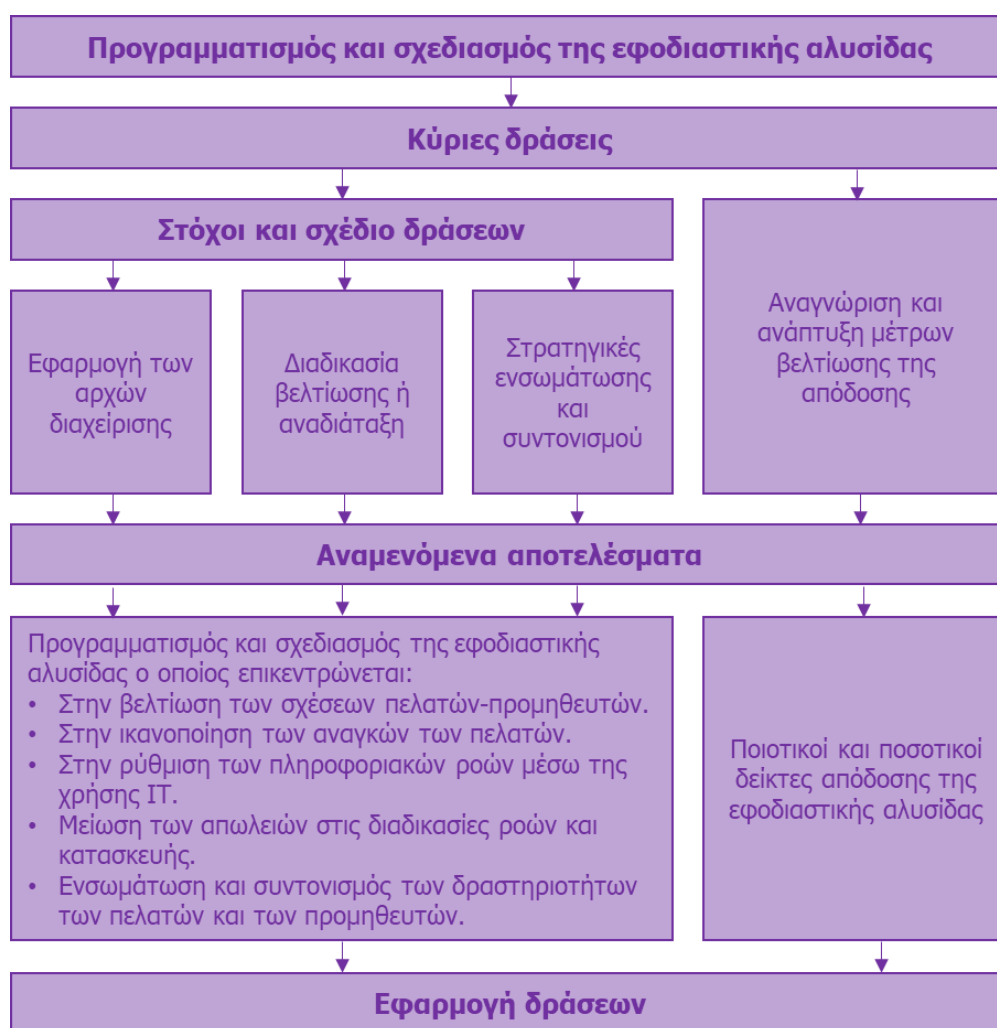 Προγραμματισμός και σχεδιασμός της εφοδιαστικής αλυσίδας
Κύριες δράσεις
Στόχοι και σχέδιο δράσεων
Εφαρμογή των
αρχών
διαχείρισης
Διαδικασία
βελτίωσης ή
αναδιάταξη
Στρατηγικές
ενσωμάτωσης
και
συντονισμού
Αναγνώριση και
ανάπτυξη μέτρων
βελτίωσης της
απόδοσης
Αναμενόμενα αποτελέσματα
Προγραμματισμός και σχεδιασμός της εφοδιαστικής
αλυσίδας ο οποίος επικεντρώνεται:
• Στην βελτίωση των σχέσεων πελατών-προμηθευτών.
• Στην ικανοποίηση των αναγκών των πελατών.
• Στην ρύθμιση των πληροφοριακών ροών μέσω της
χρήσης IT.
• Μείωση των απωλειών στις διαδικασίες ροών και
κατασκευής.
• Ενσωμάτωση και συντονισμός των δραστηριοτήτων
των πελατών και των προμηθευτών.
Ποιοτικοί και ποσοτικοί
δείκτες απόδοσης της
εφοδιαστικής αλυσίδας
Εφαρμογή δράσεων